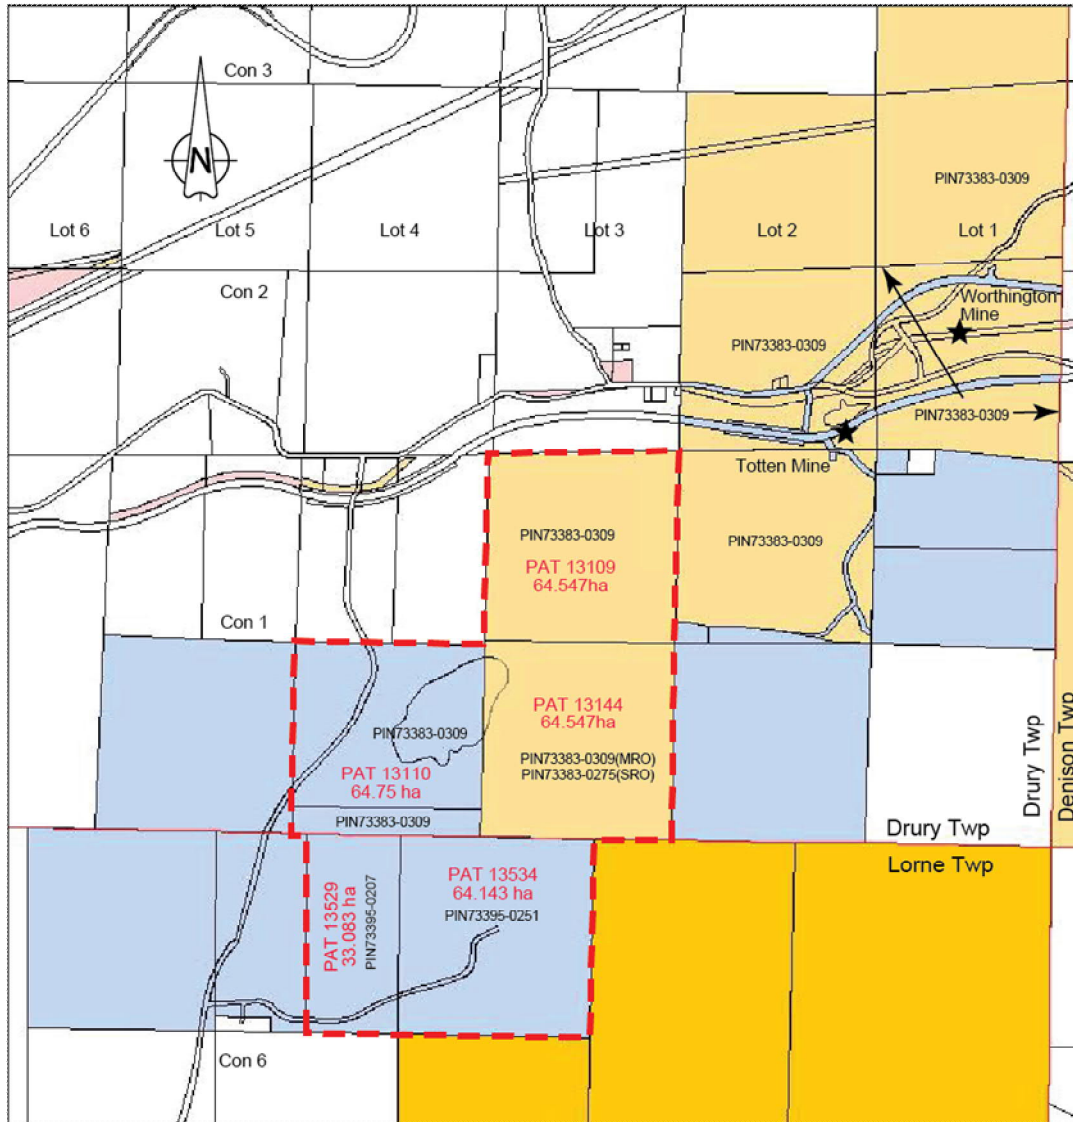 Con 3
N
PIN73383-0309
Lot 6
Lot 5
Lot 4
Lot 3
Lot 2
Lot 1
Con 2
Worthington
Mine
PIN73383-0309
PIN73383-0309
Totten Mine
PIN73383-0309
PIN73383-0309
PAT 13109
64.547ha
Con 1
PAT 13144
64.547ha
PIN73383-0309
PIN73383-0309(MRO)
PIN73383-0275(SRO)
PAT 13110
64.75 ha
PIN73383-0309
Drury Twp
Denison Twp
Drury Twp
Lorne Twp
PAT 13529
33.083 ha
PIN73395-0207
PAT 13534
64.143 ha
PIN73395-0251
Con 6